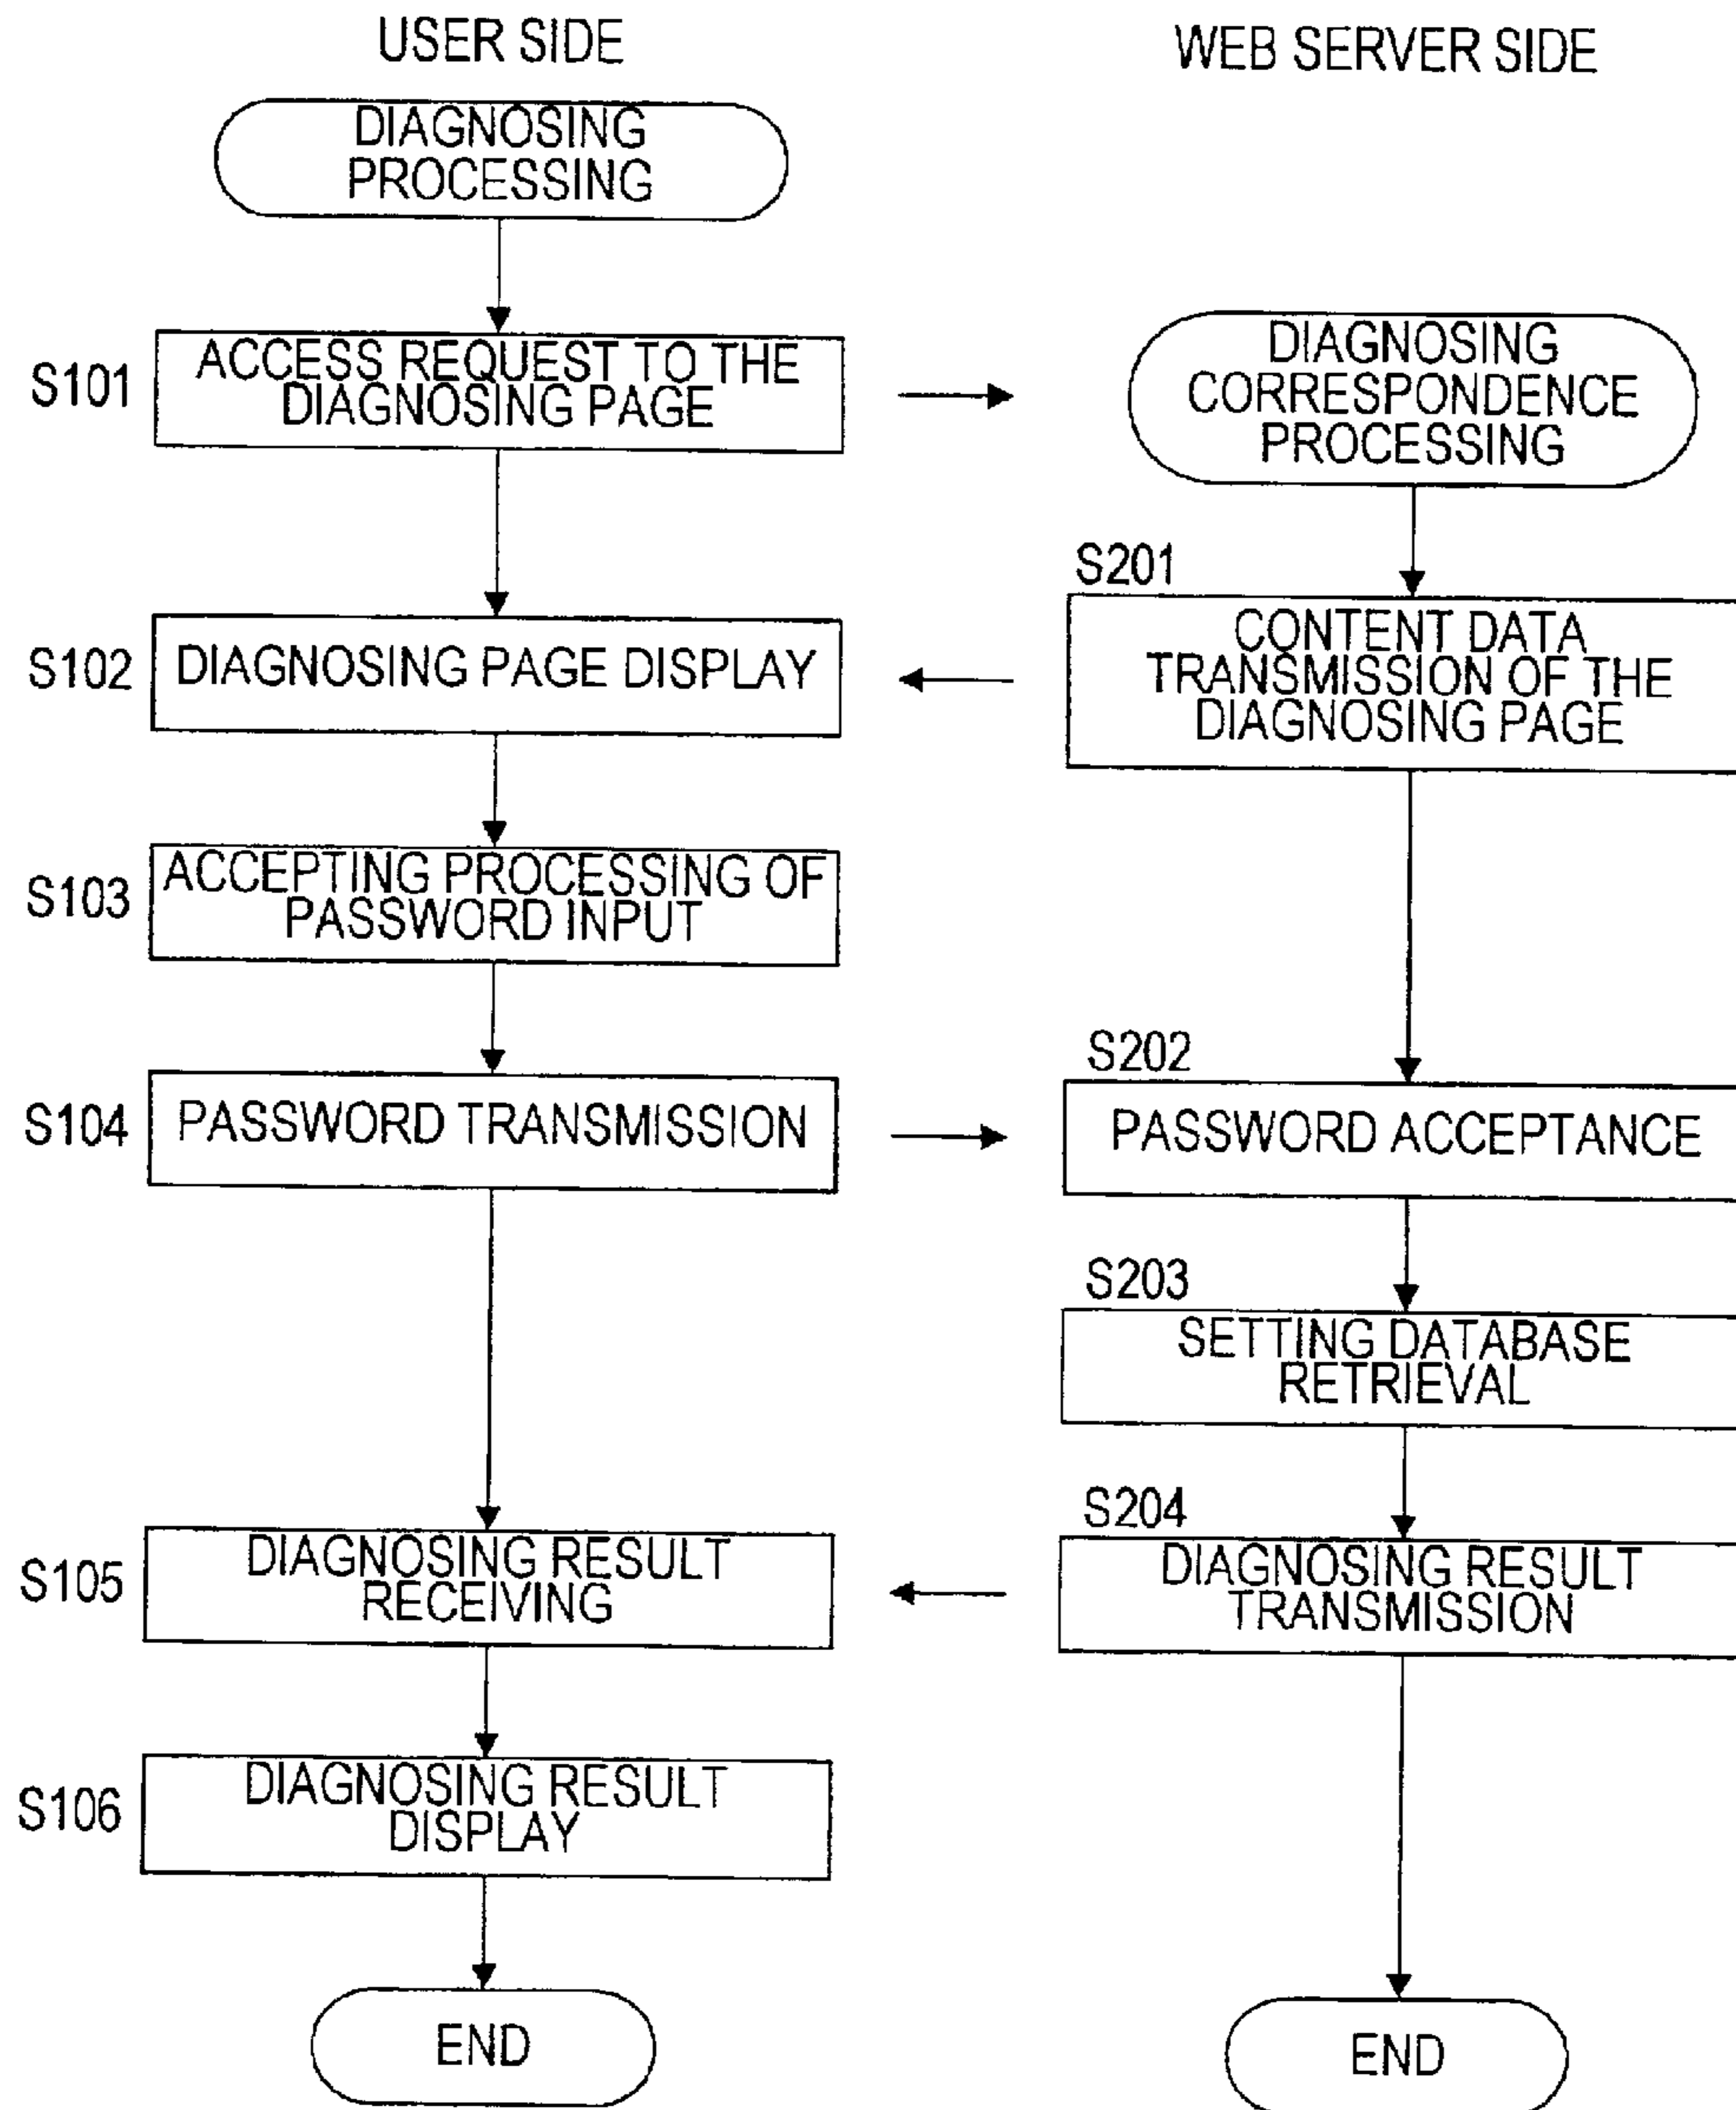 USER SIDE
DIAGNOSING
PROCESSING
S101
ACCESS REQUEST TO THE
DIAGNOSING PAGE
S102
DIAGNOSING PAGE DISPLAY
S103
ACCEPTING PROCESSING OF
PASSWORD INPUT
S104
PASSWORD TRANSMISSION
S105
DIAGNOSING RESULT
RECEIVING
S106
DIAGNOSING RESULT
DISPLAY
END
WEB SERVER SIDE
DIAGNOSING
CORRESPONDENCE
PROCESSING
S201
CONTENT DATA
TRANSMISSION OF THE
DIAGNOSING PAGE
S202
PASSWORD ACCEPTANCE
S203
SETTING DATABASE
RETRIEVAL
S204
DIAGNOSING RESULT
TRANSMISSION
END